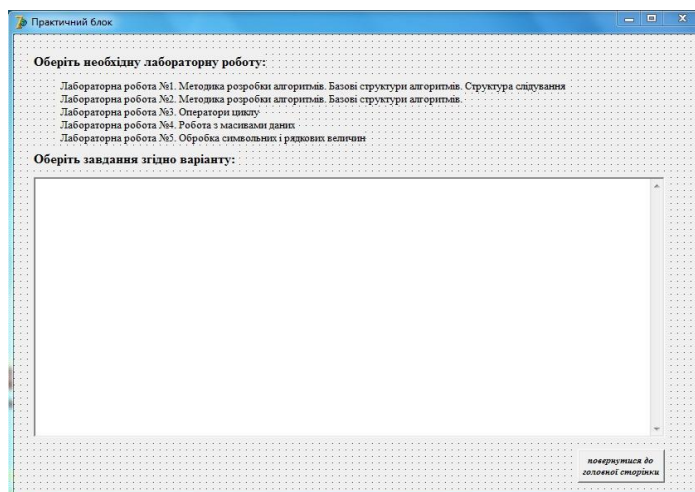 Практичний блок
Оберіть необхідну лабораторну роботу:
Лабораторна робота №1. Методика розробки алгоритмів. Базові структури алгоритмів. Структура слідування
Лабораторна робота №2. Методика розробки алгоритмів. Базові структури алгоритмів.
Лабораторна робота №3. Оператори циклу
Лабораторна робота №4. Робота з масивами даних
Лабораторна робота №5. Обробка символьних і рядкових величин
Оберіть завдання згідно варіанту:
повернутися до
головної сторінки